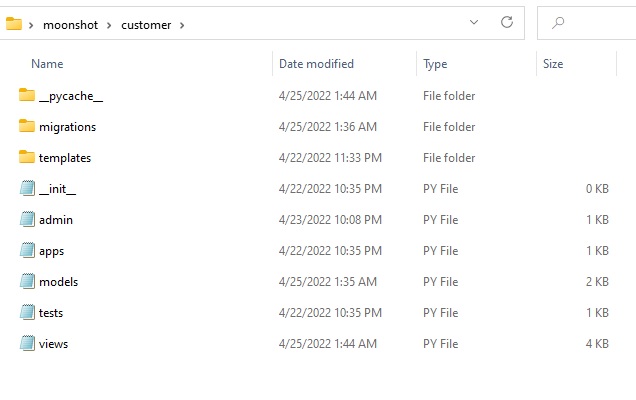 moonshot > customer >
Name Date modified Type Size
__pycache__ 4/25/2022 1:44 AM File folder
migrations 4/25/2022 1:36 AM File folder
templates 4/22/2022 11:33 PM File folder
__init__ 4/22/2022 10:35 PM PY File 0 KB
admin 4/23/2022 10:08 PM PY File 1 KB
apps 4/22/2022 10:35 PM PY File 1 KB
models 4/25/2022 1:35 AM PY File 2 KB
tests 4/22/2022 10:35 PM PY File 1 KB
views 4/25/2022 1:44 AM PY File 4 KB